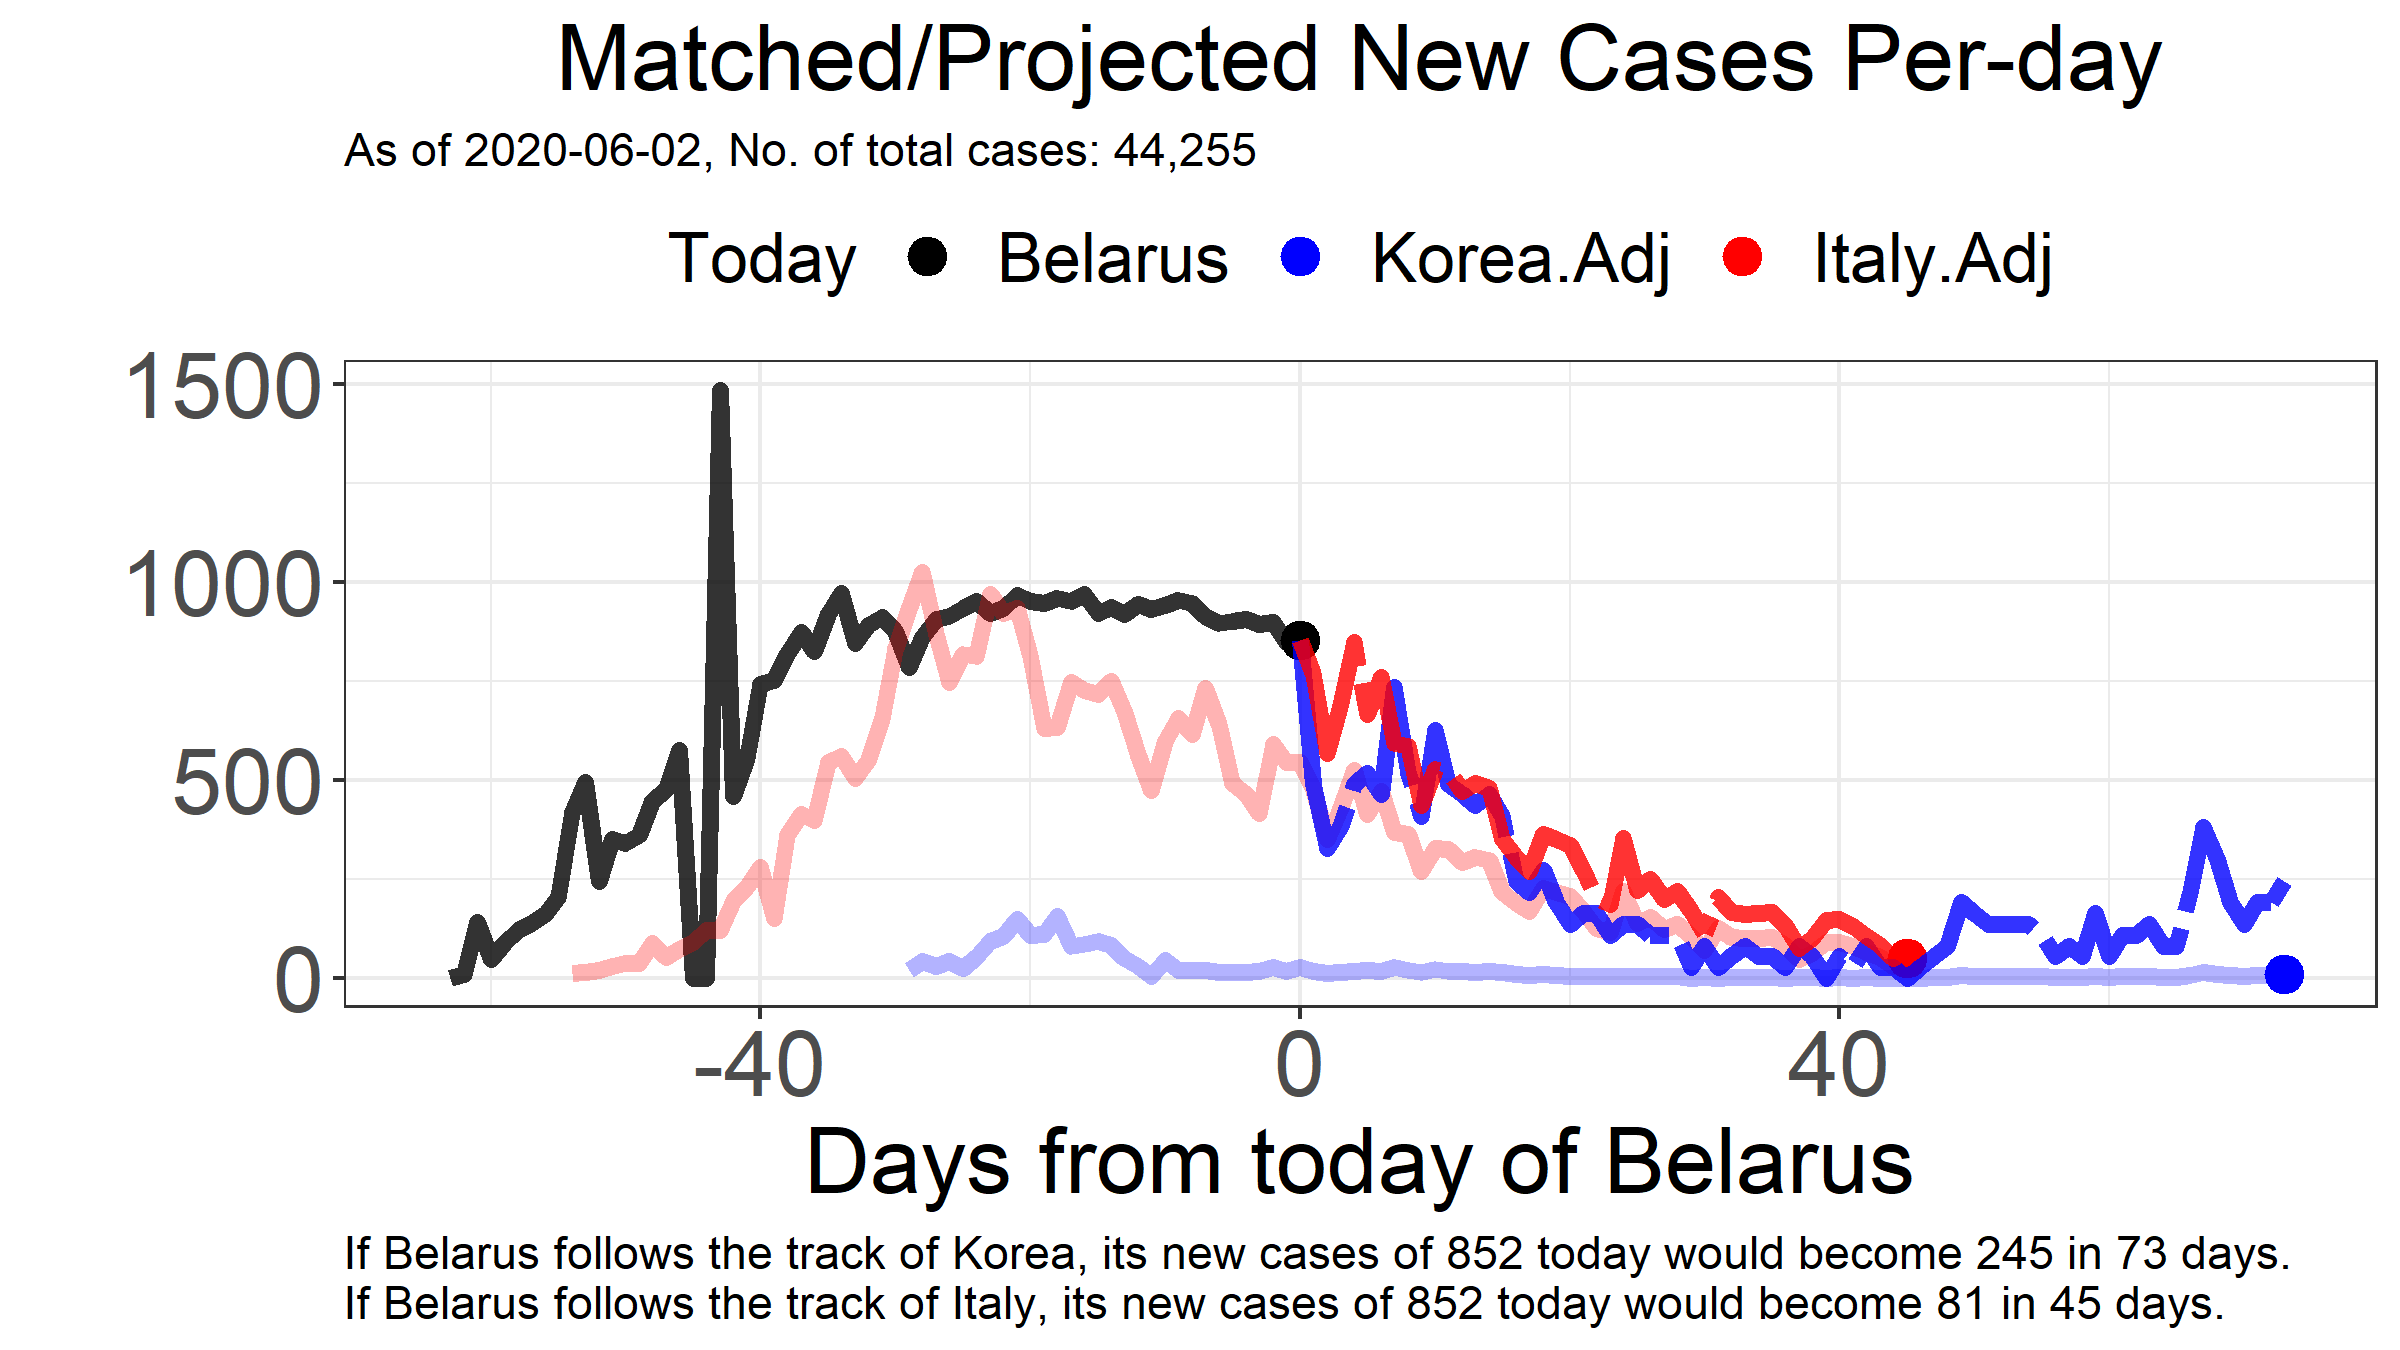 Matched/Projected New Cases Per-day
As of 2020-06-02, No. of total cases: 44,255
Today Belarus Korea.Adj Italy.Adj
1500
1000
500
0
-40 0 40
Days from today of Belarus
If Belarus follows the track of Korea, its new cases of 852 today would become 245 in 73 days.
If Belarus follows the track of Italy, its new cases of 852 today would become 81 in 45 days.